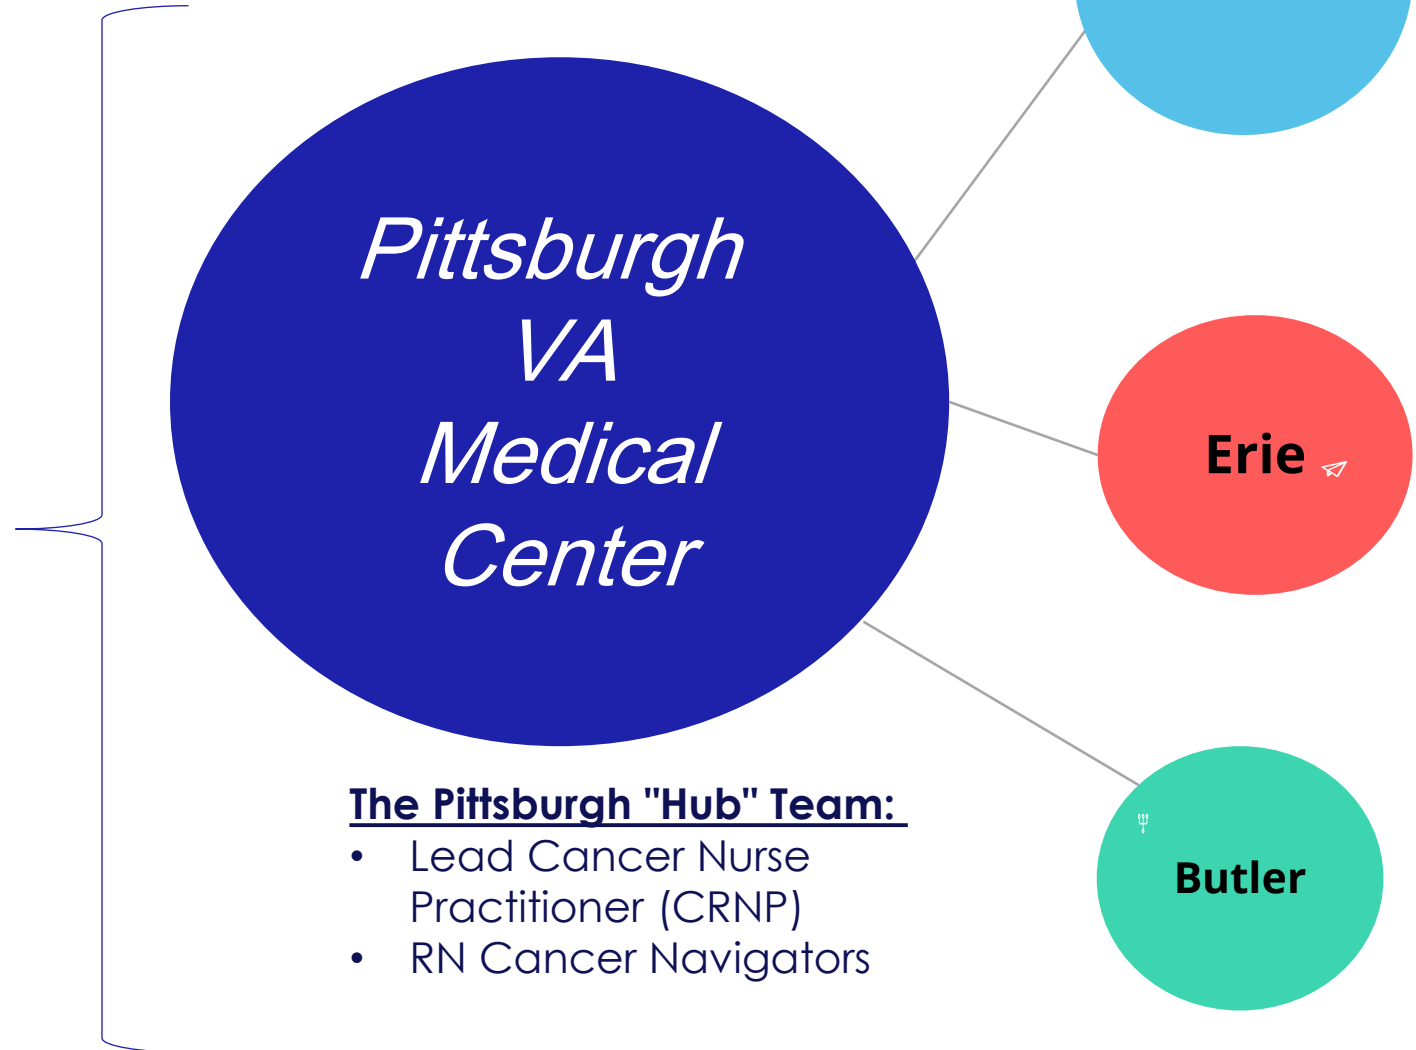 Pittsburgh
VA
Medical
Center
Erie
Butler
The Pittsburgh "Hub" Team:
• Lead Cancer Nurse
Practitioner (CRNP)
• RN Cancer Navigators